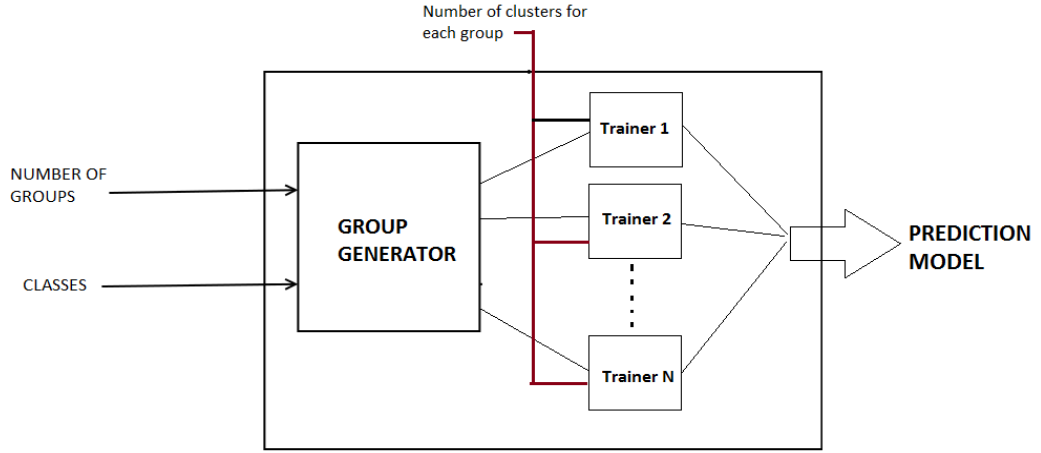 Number of clusters for
each group
Trainer 1
NUMBER OF
GROUPS
Trainer 2
GROUP
GENERATOR
PREDICTION
MODEL
CLASSES
Trainer N